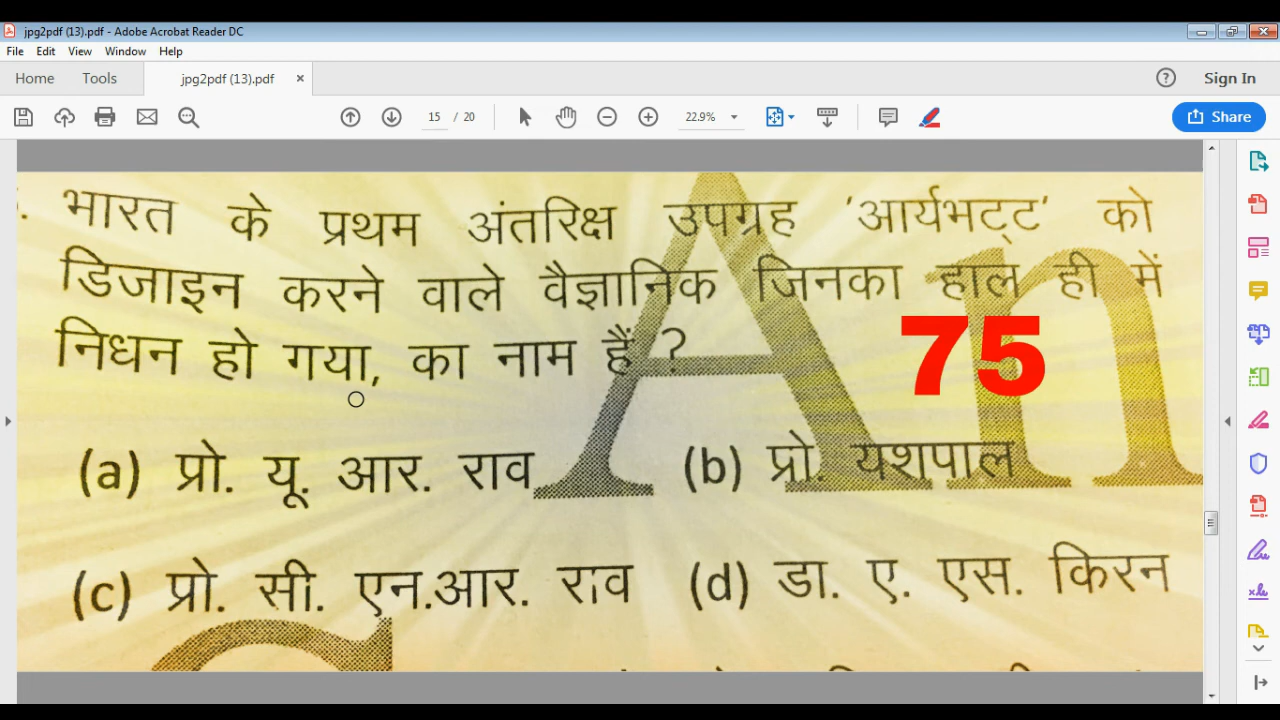 jpg2pdf (13).pdf - Adobe Acrobat Reader DC
File Edit View Window Help
Home Tools jpg2pdf (13).pdf × Sign In
15 / 20 22.9% Share
. भारत के प्रथम अंतरिक्ष उपग्रह 'आर्यभट्ट' को
डिजाइन करने वाले वैज्ञानिक जिनका हाल ही में
निधन हो गया, का नाम हैं ?
75
(a) प्रो. यू. आर. राव (b) प्रो. यशपाल
(c) प्रो. सी. एन.आर. राव (d) डा. ए. एस. किरन
An